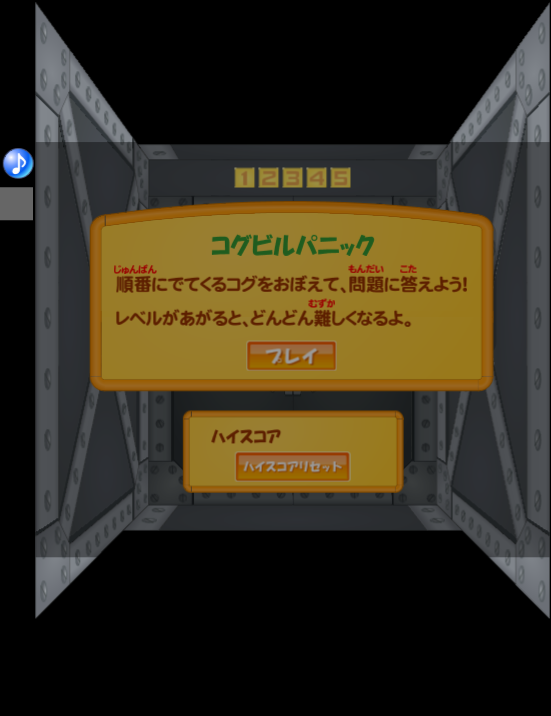 12345
コグビルパニック
じゅんばん もんだい こた
順番にでてくるコグをおぼえて、問題に答えよう!
むずか
レベルがあがると、どんどん難しくなるよ。
プレイ
ハイスコア
ハイスコアリセット